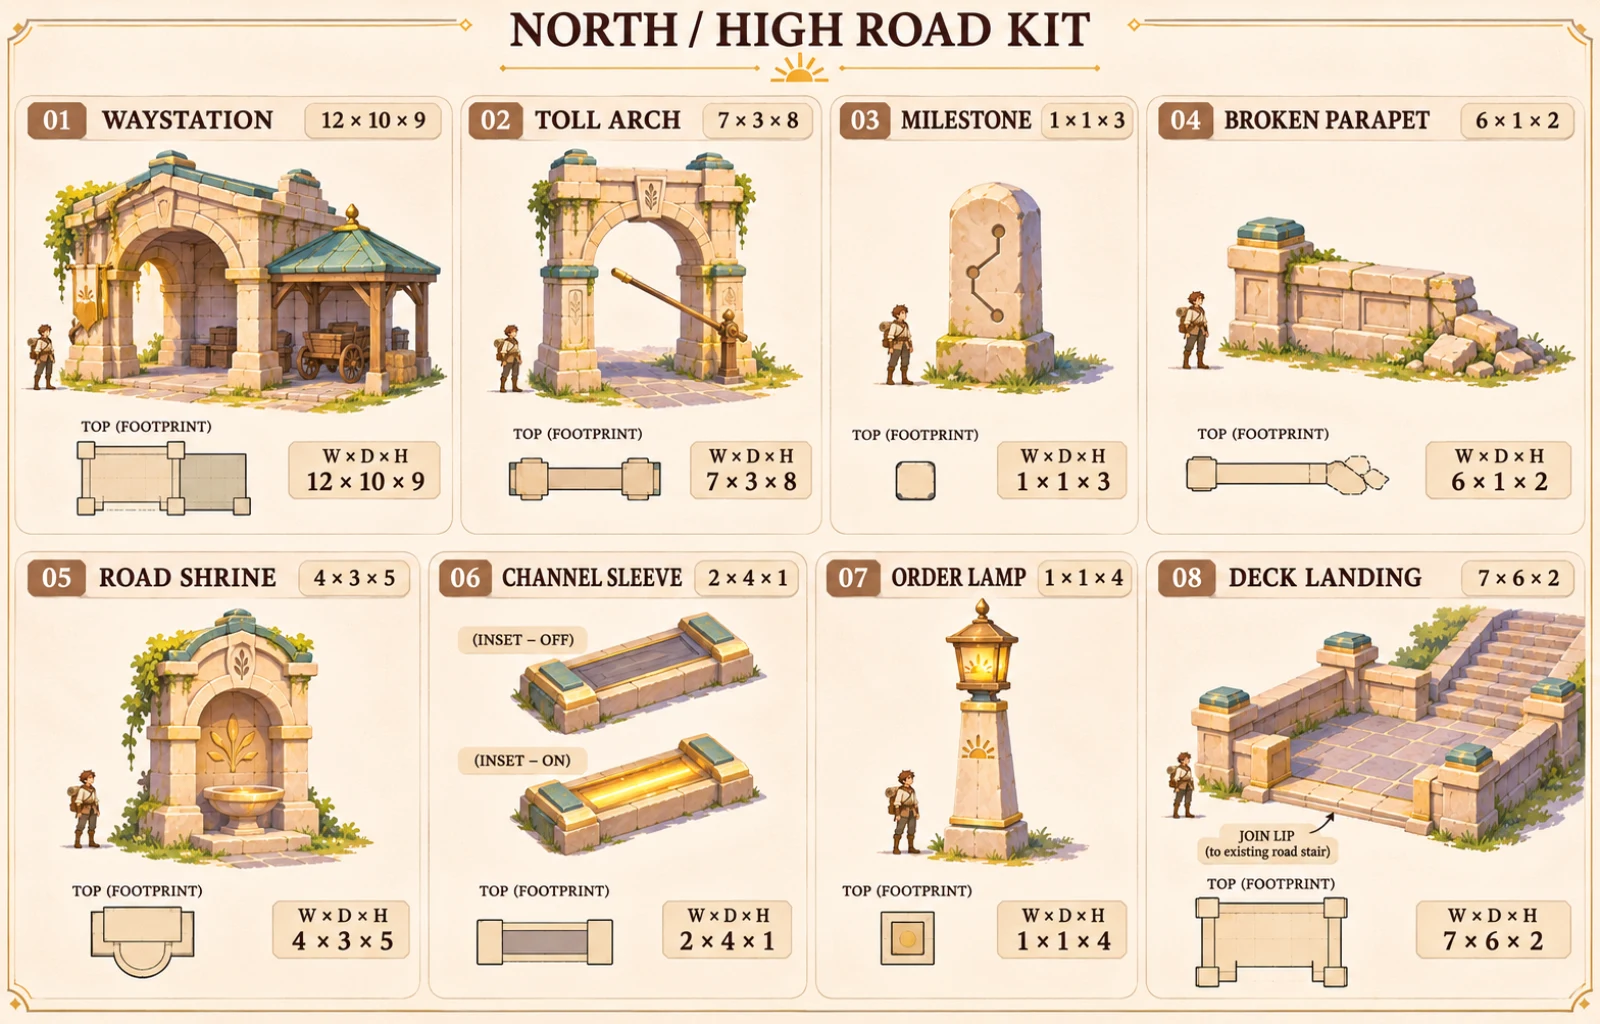 NORTH / HIGH ROAD KIT
01 WAYSTATION 12 × 10 × 9
TOP (FOOTPRINT)
W × D × H
12 × 10 × 9
02 TOLL ARCH 7 × 3 × 8
TOP (FOOTPRINT)
W × D × H
7 × 3 × 8
03 MILESTONE 1 × 1 × 3
TOP (FOOTPRINT)
W × D × H
1 × 1 × 3
04 BROKEN PARAPET 6 × 1 × 2
TOP (FOOTPRINT)
W × D × H
6 × 1 × 2
05 ROAD SHRINE 4 × 3 × 5
TOP (FOOTPRINT)
W × D × H
4 × 3 × 5
06 CHANNEL SLEEVE 2 × 4 × 1
(INSET – OFF)
(INSET – ON)
TOP (FOOTPRINT)
W × D × H
2 × 4 × 1
07 ORDER LAMP 1 × 1 × 4
TOP (FOOTPRINT)
W × D × H
1 × 1 × 4
08 DECK LANDING 7 × 6 × 2
JOIN LIP
(to existing road stair)
TOP (FOOTPRINT)
W × D × H
7 × 6 × 2